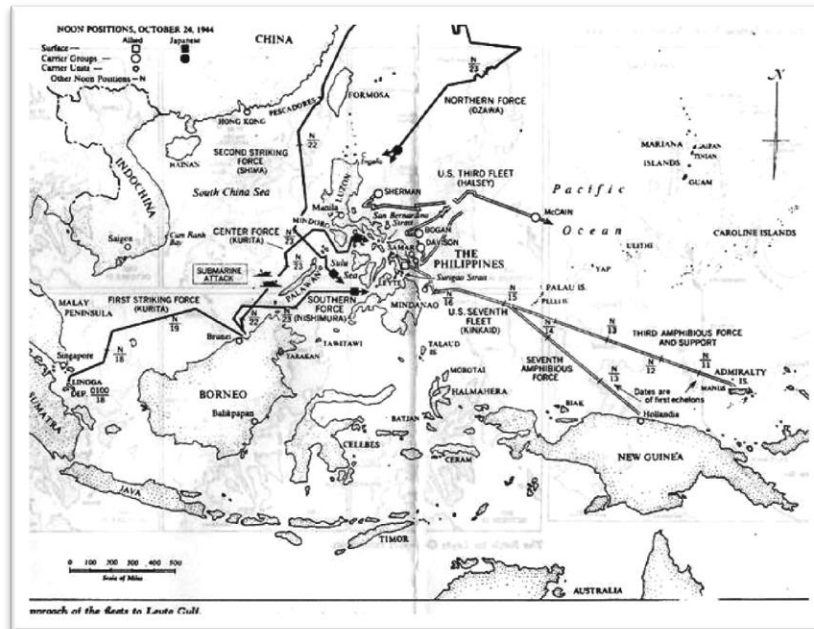 NOON POSITIONS, OCTOBER 24, 1944
Allied
Japanese
Surface —
Carrier Groups —
Carrier Units —
Other Noon Positions — N
CHINA
HONG KONG
PESCADORES
FORMOSA
HAINAN
INDOCHINA
N
23
N
N
22
SECOND STRIKING
FORCE
(SHIMA)
NORTHERN FORCE
(OZAWA)
South China Sea
Engaño
LUZON
SHERMAN
U.S. THIRD FLEET
(HALSEY)
Manila
San Bernardino
Strait
MARIANA
ISLANDS
SAIPAN
TINIAN
GUAM
Pacific
Ocean
McCAIN
Cam Ranh
Bay
Saigon
CENTER FORCE
(KURITA)
MINDORO
BOGAN
DAVISON
SAMAR
THE
PHILIPPINES
CAROLINE ISLANDS
ULITHI
YAP
SUBMARINE
ATTACK
N
23
Sulu
Sea
PALAWAN
LEYTE
Surigao Strait
PALAU IS.
MALAY
PENINSULA
FIRST STRIKING FORCE
(KURITA)
N
19
N
22
N
23
SOUTHERN
FORCE
(NISHIMURA)
MINDANAO
N
16
N
15
U.S. SEVENTH FLEET
(KINKAID)
N
14
N
13
THIRD AMPHIBIOUS FORCE
AND SUPPORT
Singapore
N
18
Brunei
TAWITAWI
TARAKAN
TALAUD
IS.
SEVENTH
AMPHIBIOUS
FORCE
N
12
N
11
ADMIRALTY
IS.
MANUS
N
13
Dates are
of first echelons
LINGGA
DEP. 0100
18
SUMATRA
BORNEO
Balikpapan
MOROTAI
HALMAHERA
BATJAN
BIAK
Hollandia
CELEBES
CERAM
NEW GUINEA
JAVA
TIMOR
AUSTRALIA
0 100 200 300 400 500
Scale of Miles
pproach of the fleets to Leyte Gulf.